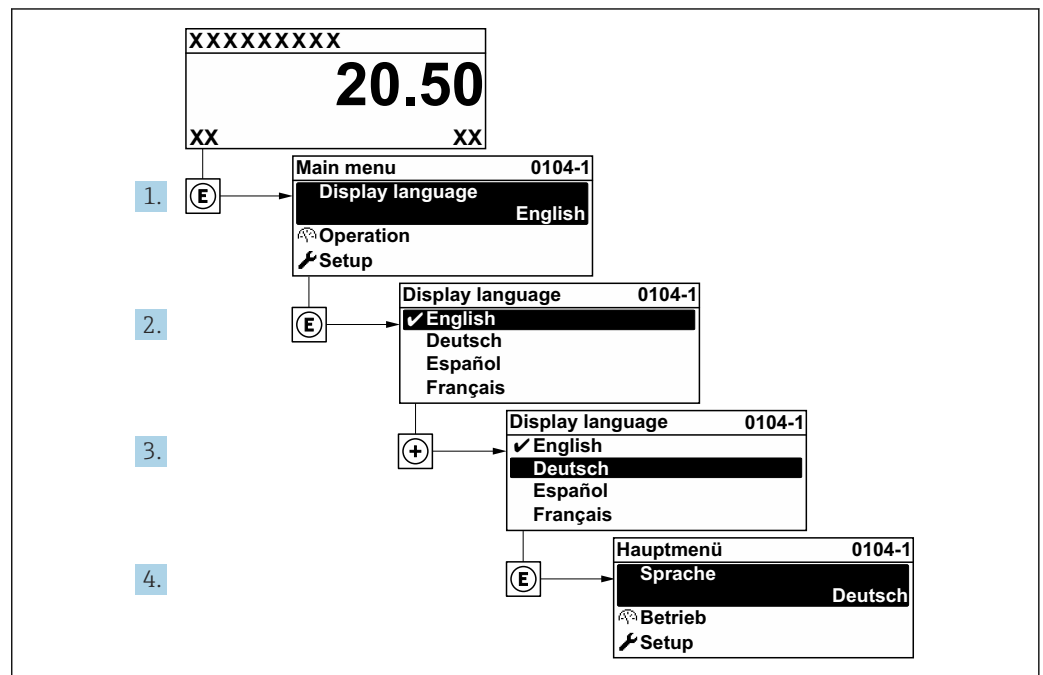 XXXXXXXXX
20.50
XX XX
1. E
Main menu 0104-1
Display language
English
Operation
Setup
2. E
Display language 0104-1
✔English
Deutsch
Español
Français
3. +
Display language 0104-1
✔English
Deutsch
Español
Français
4. E
Hauptmenü 0104-1
Sprache
Deutsch
Betrieb
Setup